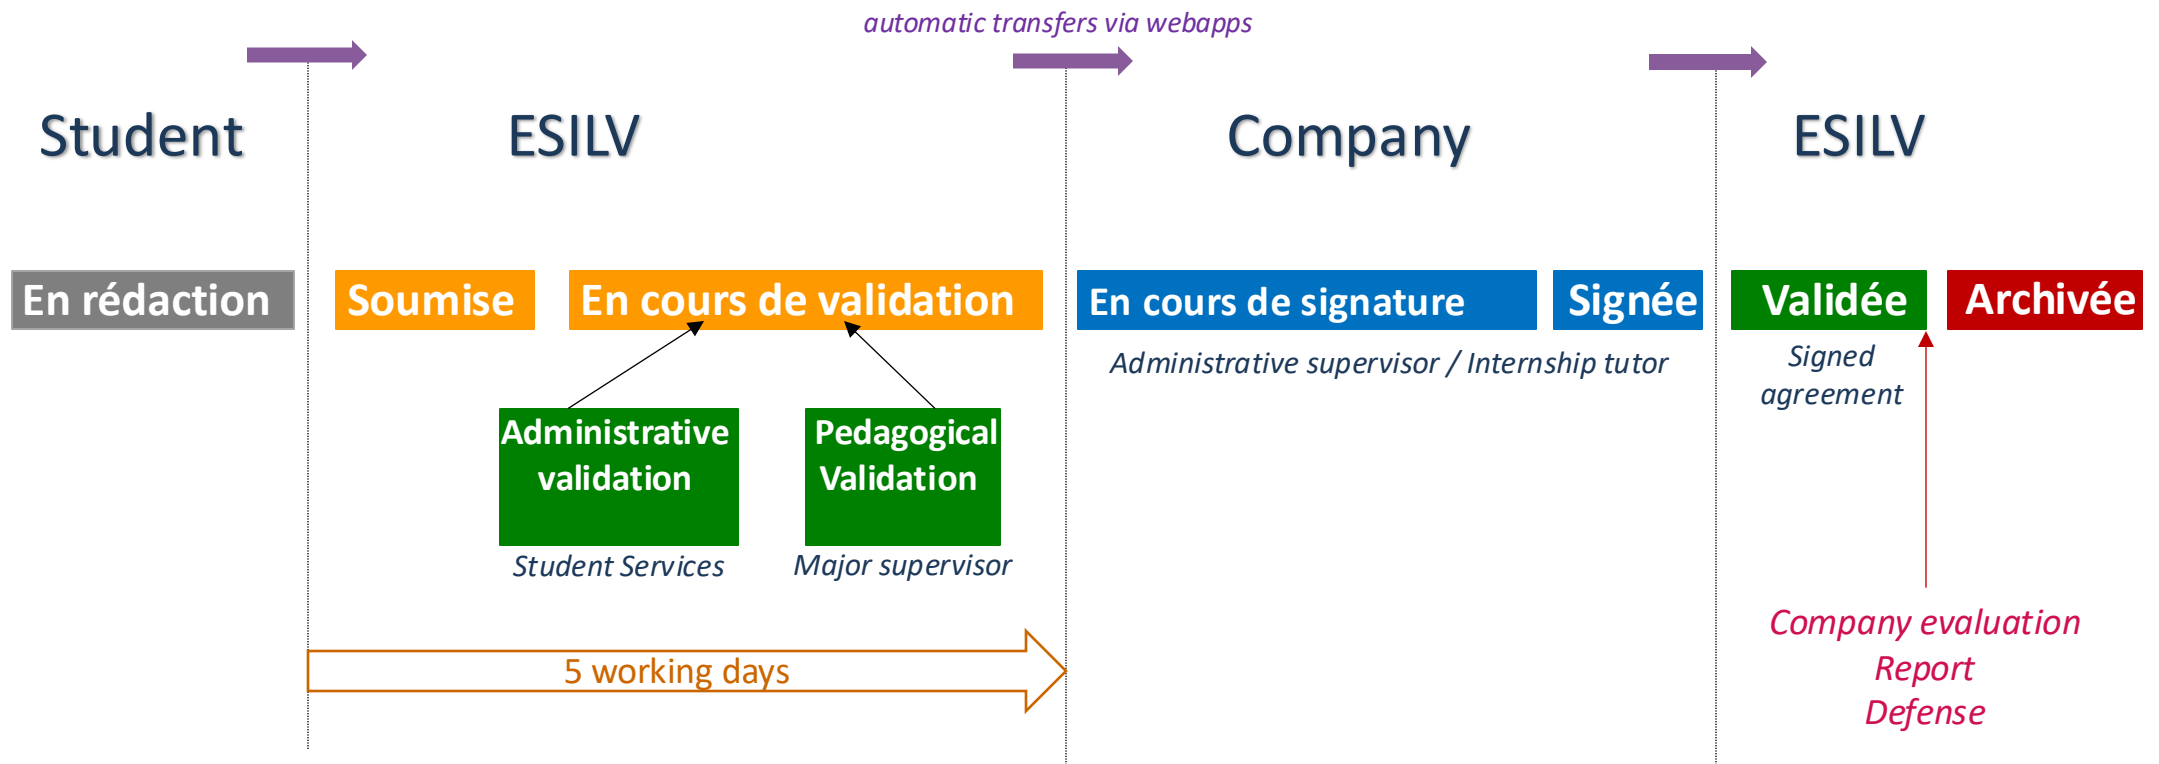 automatic transfers via webapps
Student
ESILV
Company
ESILV
En rédaction
Soumise
En cours de validation
En cours de signature
Signée
Validée
Archivée
Administrative supervisor / Internship tutor
Signed
agreement
Administrative
validation
Pedagogical
Validation
Student Services
Major supervisor
5 working days
Company evaluation
Report
Defense